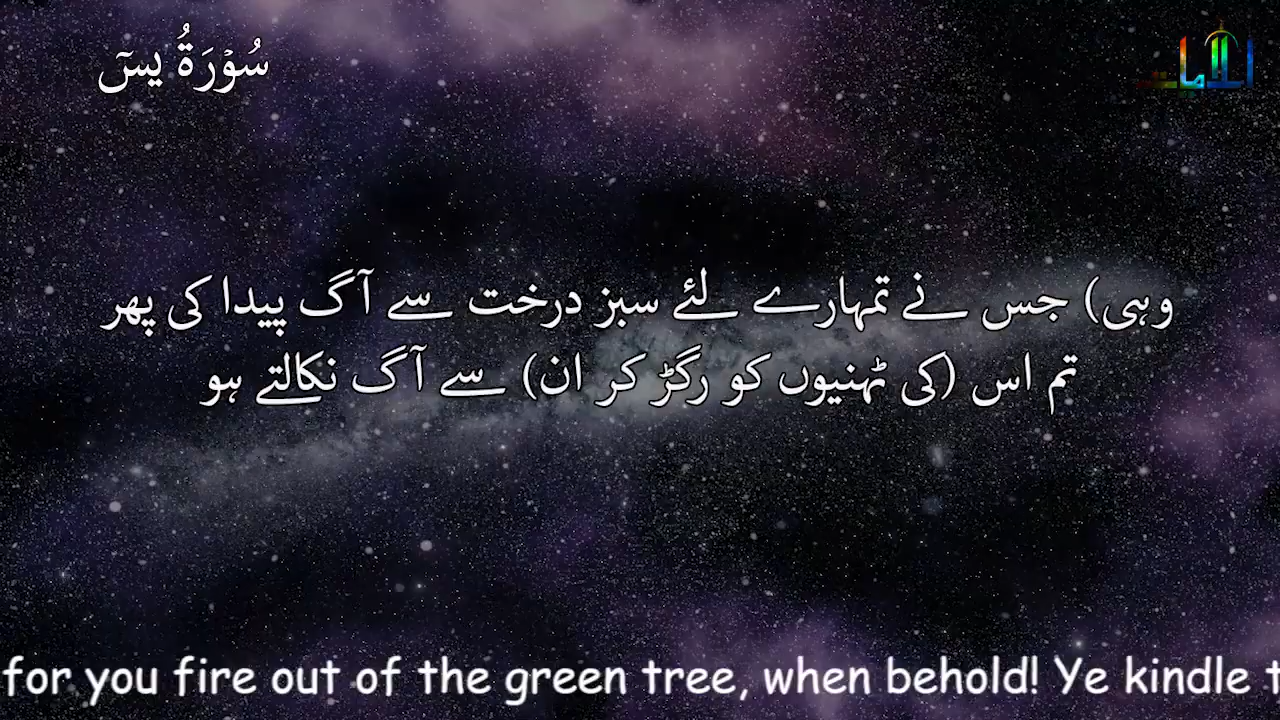 سُوْرَةُ يسٓ
وہی) جس نے تمہارے لئے سبز درخت سے آگ پیدا کی پھر
تم اس (کی ٹہنیوں کو رگڑ کر ان) سے آگ نکالتے ہو
for you fire out of the green tree, when behold! Ye kindle t